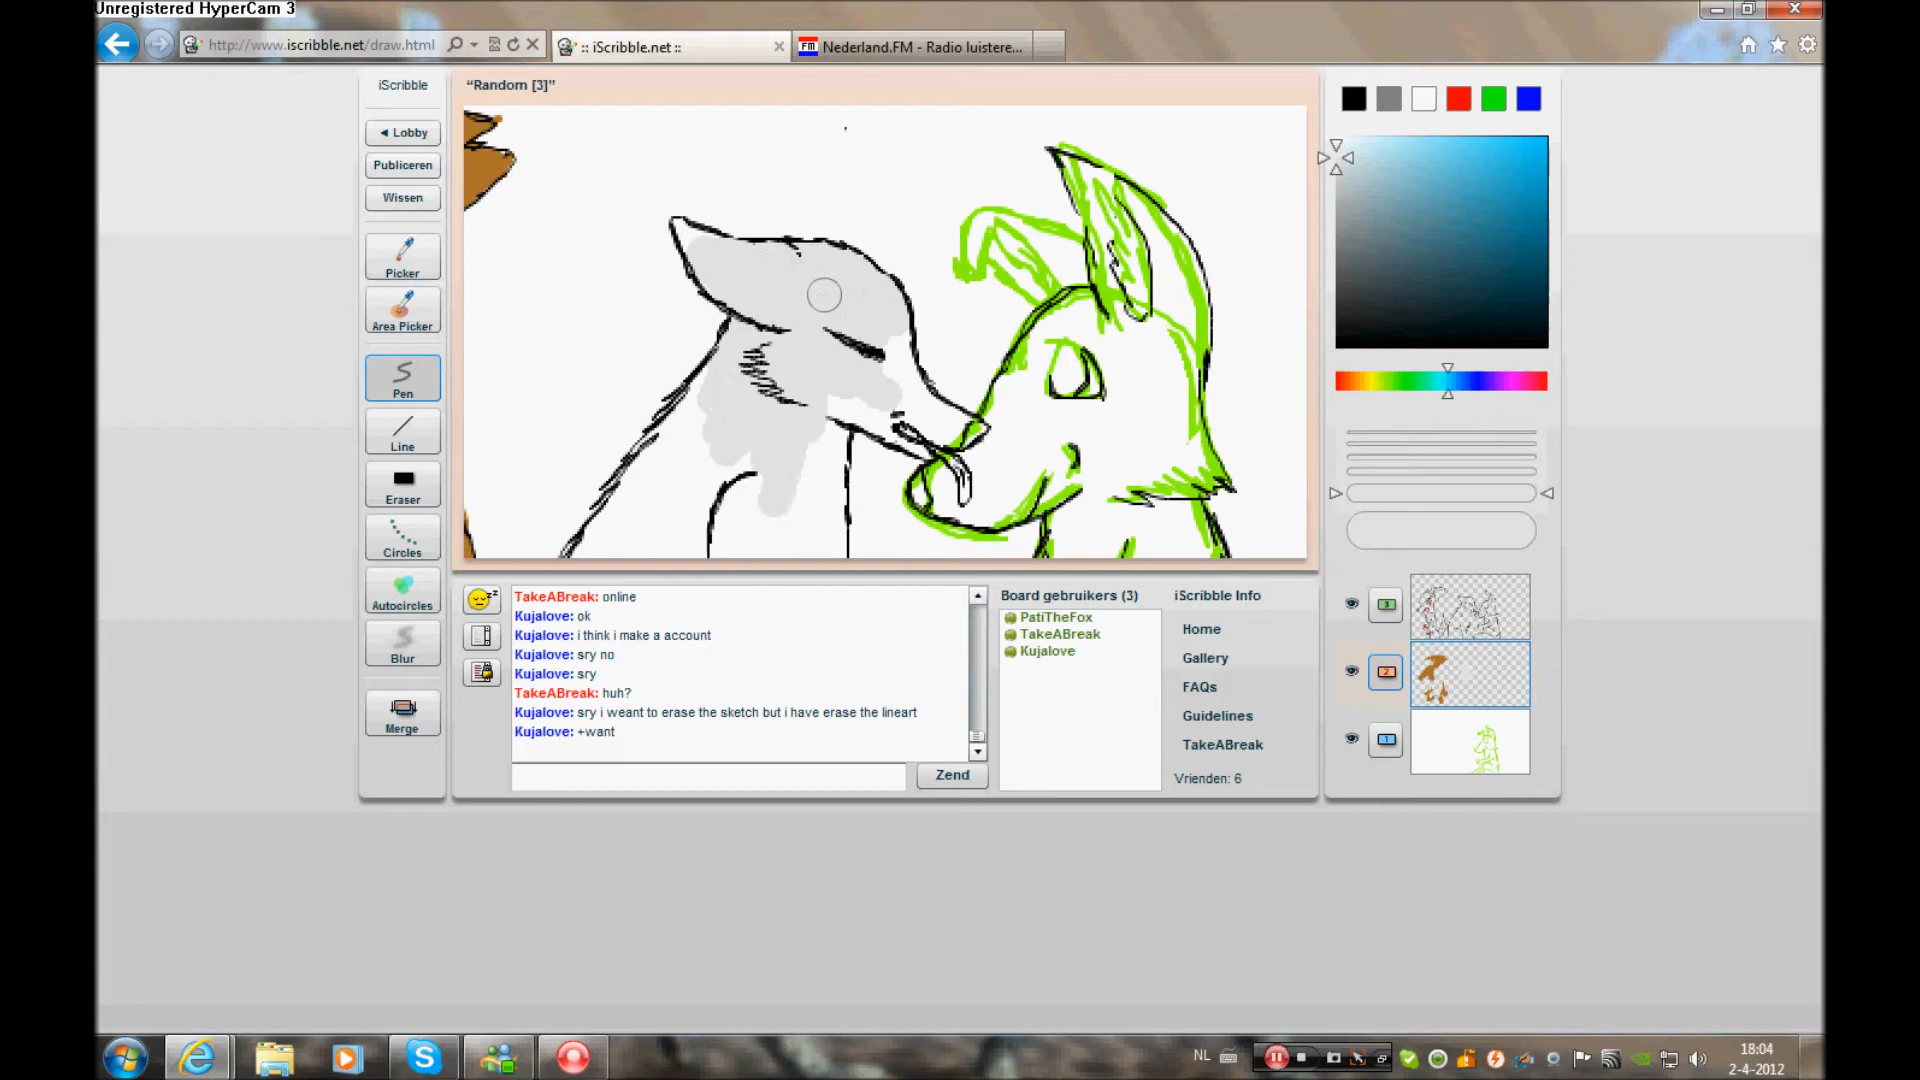 Unregistered HyperCam 3
http://www.iscribble.net/draw.html
:: iScribble.net ::
FM Nederland.FM - Radio luistere...
iScribble
"Random [3]"
◄ Lobby
Publiceren
Wissen
Picker
Area Picker
Pen
Line
Eraser
Circles
Autocircles
Blur
Merge
TakeABreak: online
Kujalove: ok
Kujalove: i think i make a account
Kujalove: sry no
Kujalove: sry
TakeABreak: huh?
Kujalove: sry i weant to erase the sketch but i have erase the lineart
Kujalove: +want
Zend
Board gebruikers (3)
PatiTheFox
TakeABreak
Kujalove
iScribble Info
Home
Gallery
FAQs
Guidelines
TakeABreak
Vrienden: 6
3
2
1
NL
18:04
2-4-2012